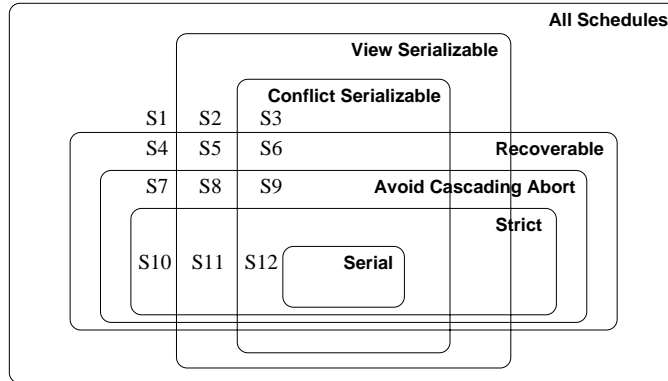 All Schedules
View Serializable
Conflict Serializable
S1 S2 S3
S4 S5 S6 Recoverable
S7 S8 S9 Avoid Cascading Abort
Strict
S10 S11 S12 Serial